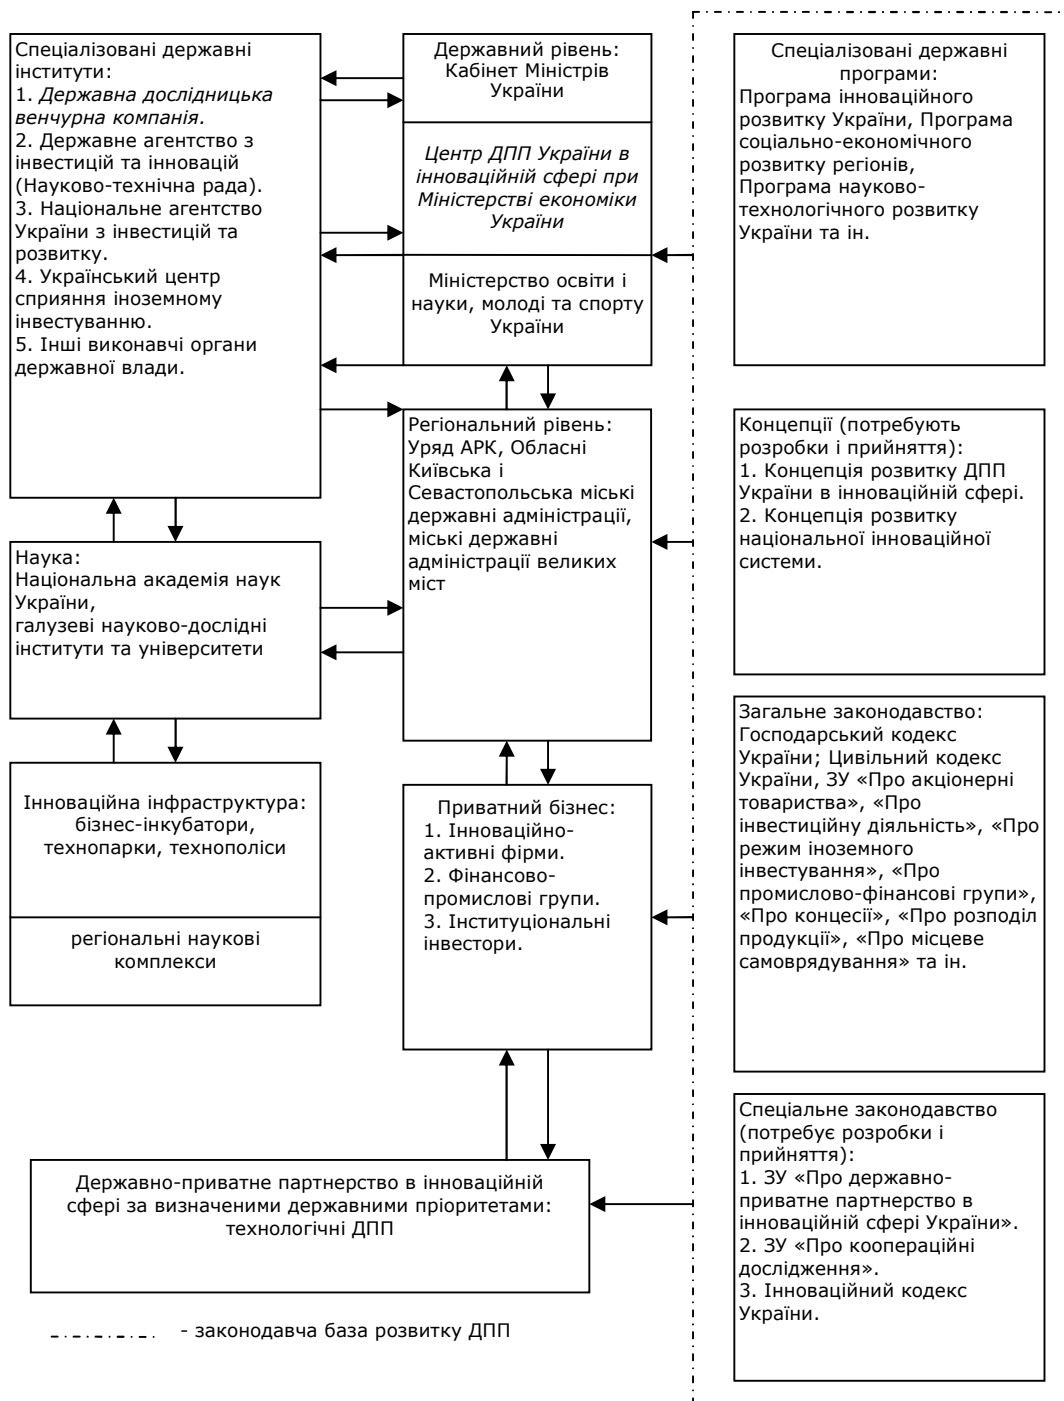 Спеціалізовані державні
інститути:
1. Державна дослідницька
венчурна компанія.
2. Державне агентство з
інвестицій та інновацій
(Науково-технічна рада).
3. Національне агентство
України з інвестицій та
розвитку.
4. Український центр
сприяння іноземному
інвестуванню.
5. Інші виконавчі органи
державної влади.
Державний рівень:
Кабінет Міністрів
України
Центр ДПП України в
інноваційній сфері при
Міністерстві економіки
України
Міністерство освіти і
науки, молоді та спорту
України
Спеціалізовані державні
програми:
Програма інноваційного
розвитку України, Програма
соціально-економічного
розвитку регіонів,
Програма науково-
технологічного розвитку
України та ін.
Регіональний рівень:
Уряд АРК, Обласні
Київська і
Севастопольська міські
державні адміністрації,
міські державні
адміністрації великих
міст
Концепції (потребують
розробки і прийняття):
1. Концепція розвитку ДПП
України в інноваційній сфері.
2. Концепція розвитку
національної інноваційної
системи.
Наука:
Національна академія наук
України,
галузеві науково-дослідні
інститути та університети
Загальне законодавство:
Господарський кодекс
України; Цивільний кодекс
України, ЗУ «Про акціонерні
товариства», «Про
інвестиційну діяльність», «Про
режим іноземного
інвестування», «Про
промислово-фінансові групи»,
«Про концесії», «Про розподіл
продукції», «Про місцеве
самоврядування» та ін.
Інноваційна інфраструктура:
бізнес-інкубатори,
технопарки, технополіси
регіональні наукові
комплекси
Приватний бізнес:
1. Інноваційно-
активні фірми.
2. Фінансово-
промислові групи.
3. Інституціональні
інвестори.
Спеціальне законодавство
(потребує розробки і
прийняття):
1. ЗУ «Про державно-
приватне партнерство в
інноваційній сфері України».
2. ЗУ «Про коопераційні
дослідження».
3. Інноваційний кодекс
України.
Державно-приватне партнерство в інноваційній
сфері за визначеними державними пріоритетами:
технологічні ДПП
- законодавча база розвитку ДПП